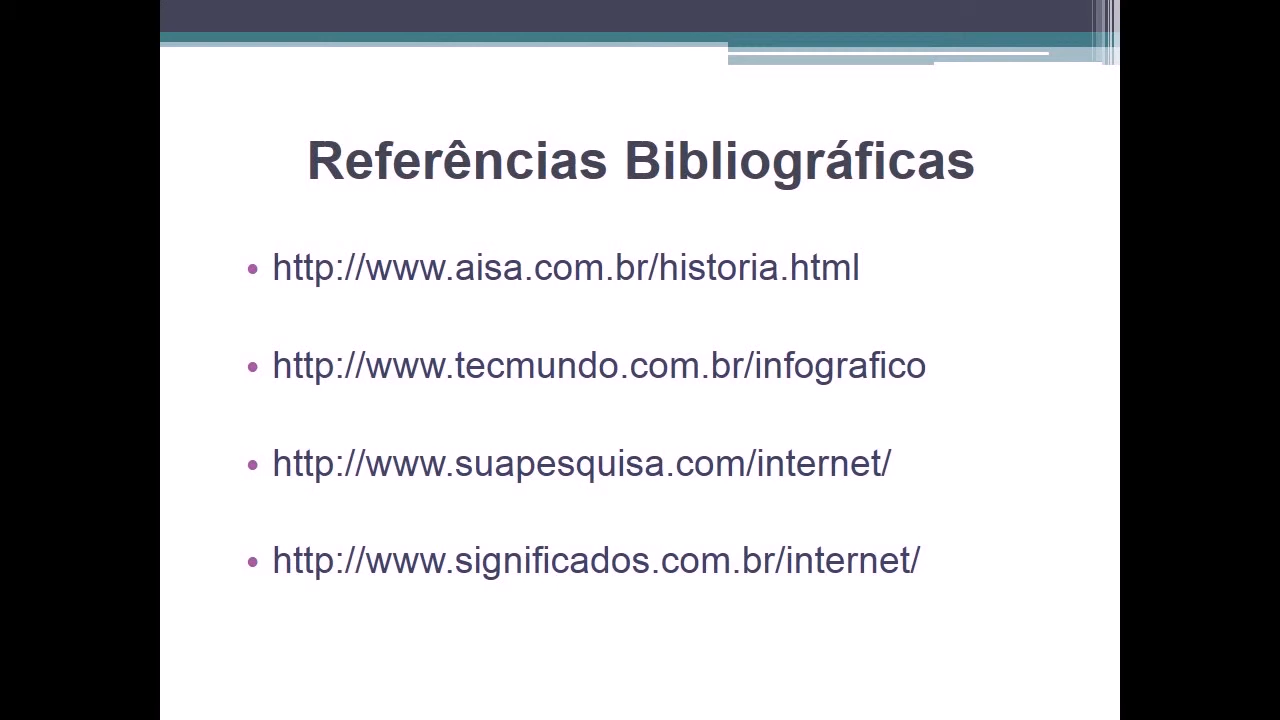 Referências Bibliográficas
• http://www.aisa.com.br/historia.html
• http://www.tecmundo.com.br/infografico
• http://www.suapesquisa.com/internet/
• http://www.significados.com.br/internet/